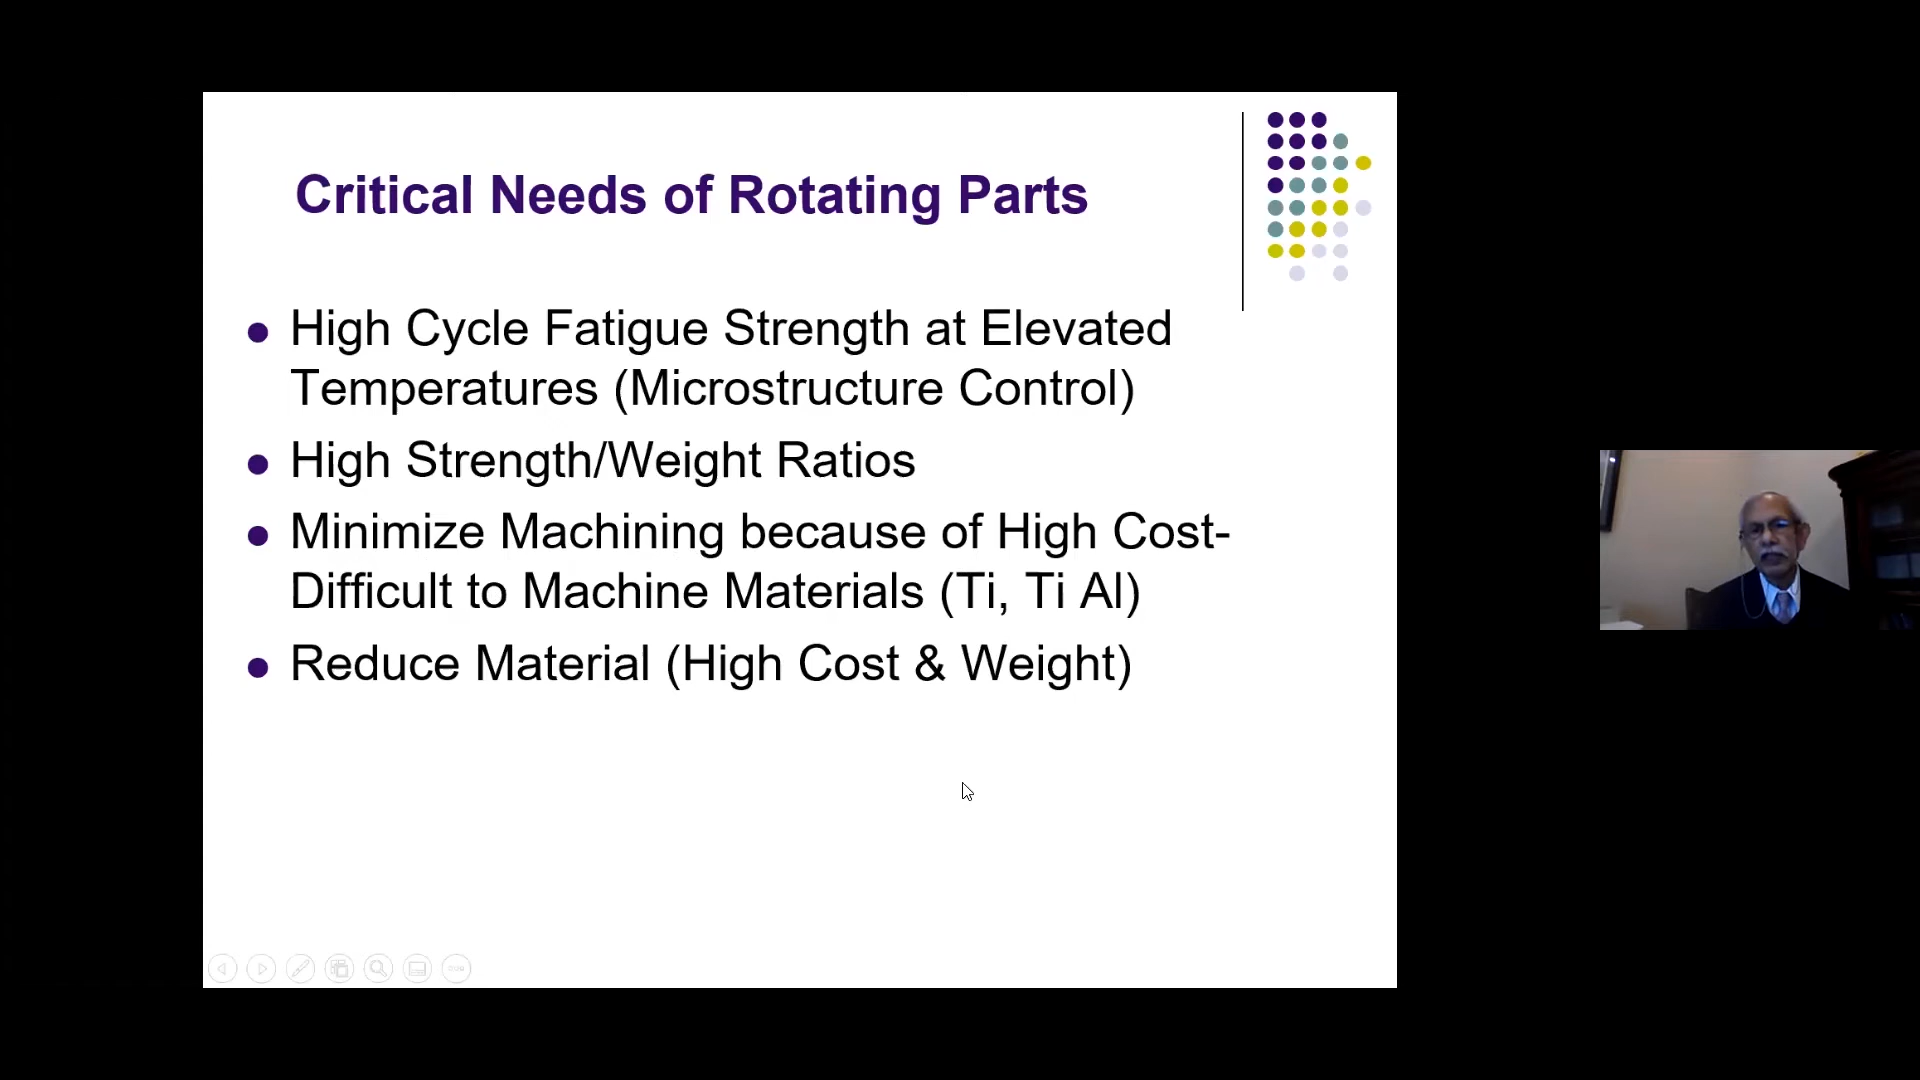 Critical Needs of Rotating Parts
High Cycle Fatigue Strength at Elevated
Temperatures (Microstructure Control)
High Strength/Weight Ratios
Minimize Machining because of High Cost-
Difficult to Machine Materials (Ti, Ti Al)
Reduce Material (High Cost & Weight)